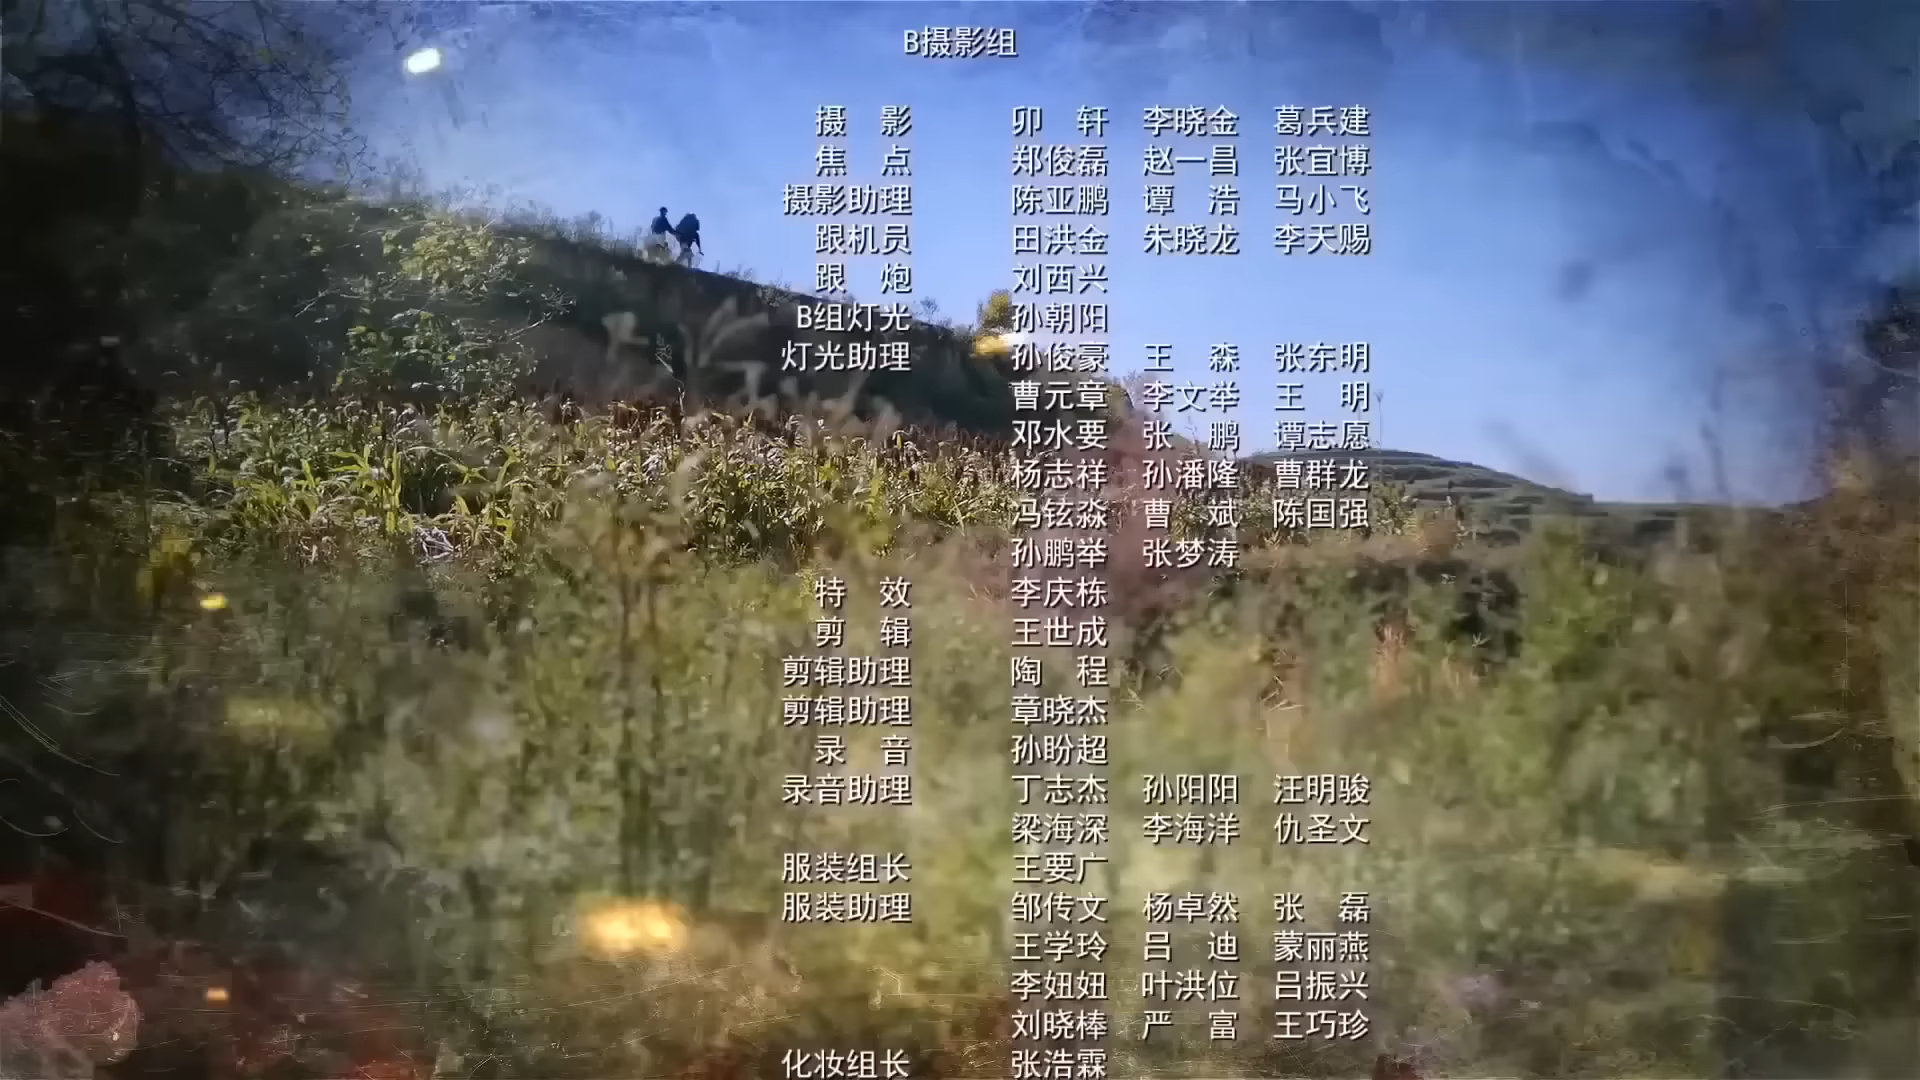 B摄影组
摄　影　卯　轩　李晓金　葛兵建
焦　点　郑俊磊　赵一昌　张宜博
摄影助理　陈亚鹏　谭　浩　马小飞
跟机员　田洪金　朱晓龙　李天赐
跟　炮　刘西兴
B组灯光　孙朝阳
灯光助理　孙俊豪　王　森　张东明
曹元章　李文举　王　明
邓水要　张　鹏　谭志愿
杨志祥　孙潘隆　曹群龙
冯铉淼　曹　斌　陈国强
孙鹏举　张梦涛
特　效　李庆栋
剪　辑　王世成
剪辑助理　陶　程
剪辑助理　章晓杰
录　音　孙盼超
录音助理　丁志杰　孙阳阳　汪明骏
梁海深　李海洋　仇圣文
服装组长　王要广
服装助理　邹传文　杨卓然　张　磊
王学玲　吕　迪　蒙丽燕
李妞妞　叶洪位　吕振兴
刘晓棒　严　富　王巧珍
化妆组长　张浩霖